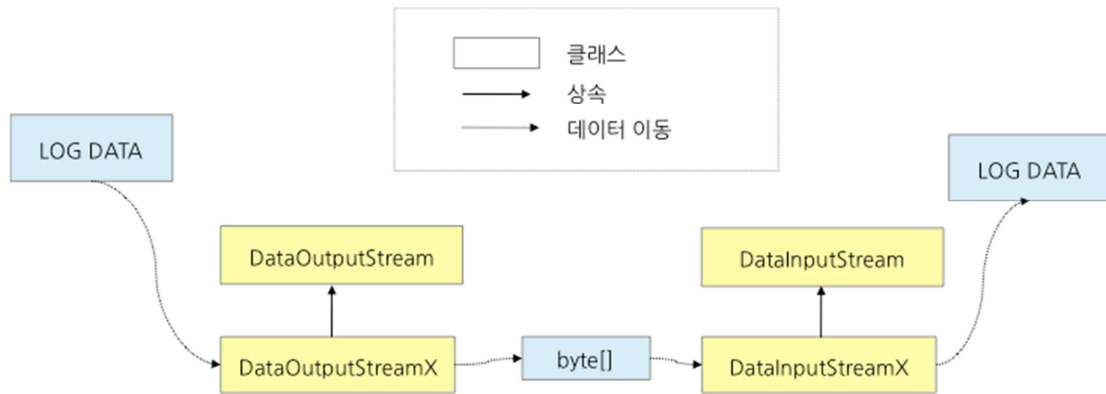 클래스
상속
데이터 이동
LOG DATA
LOG DATA
DataOutputStream
DataInputStream
DataOutputStreamX
byte[]
DataInputStreamX